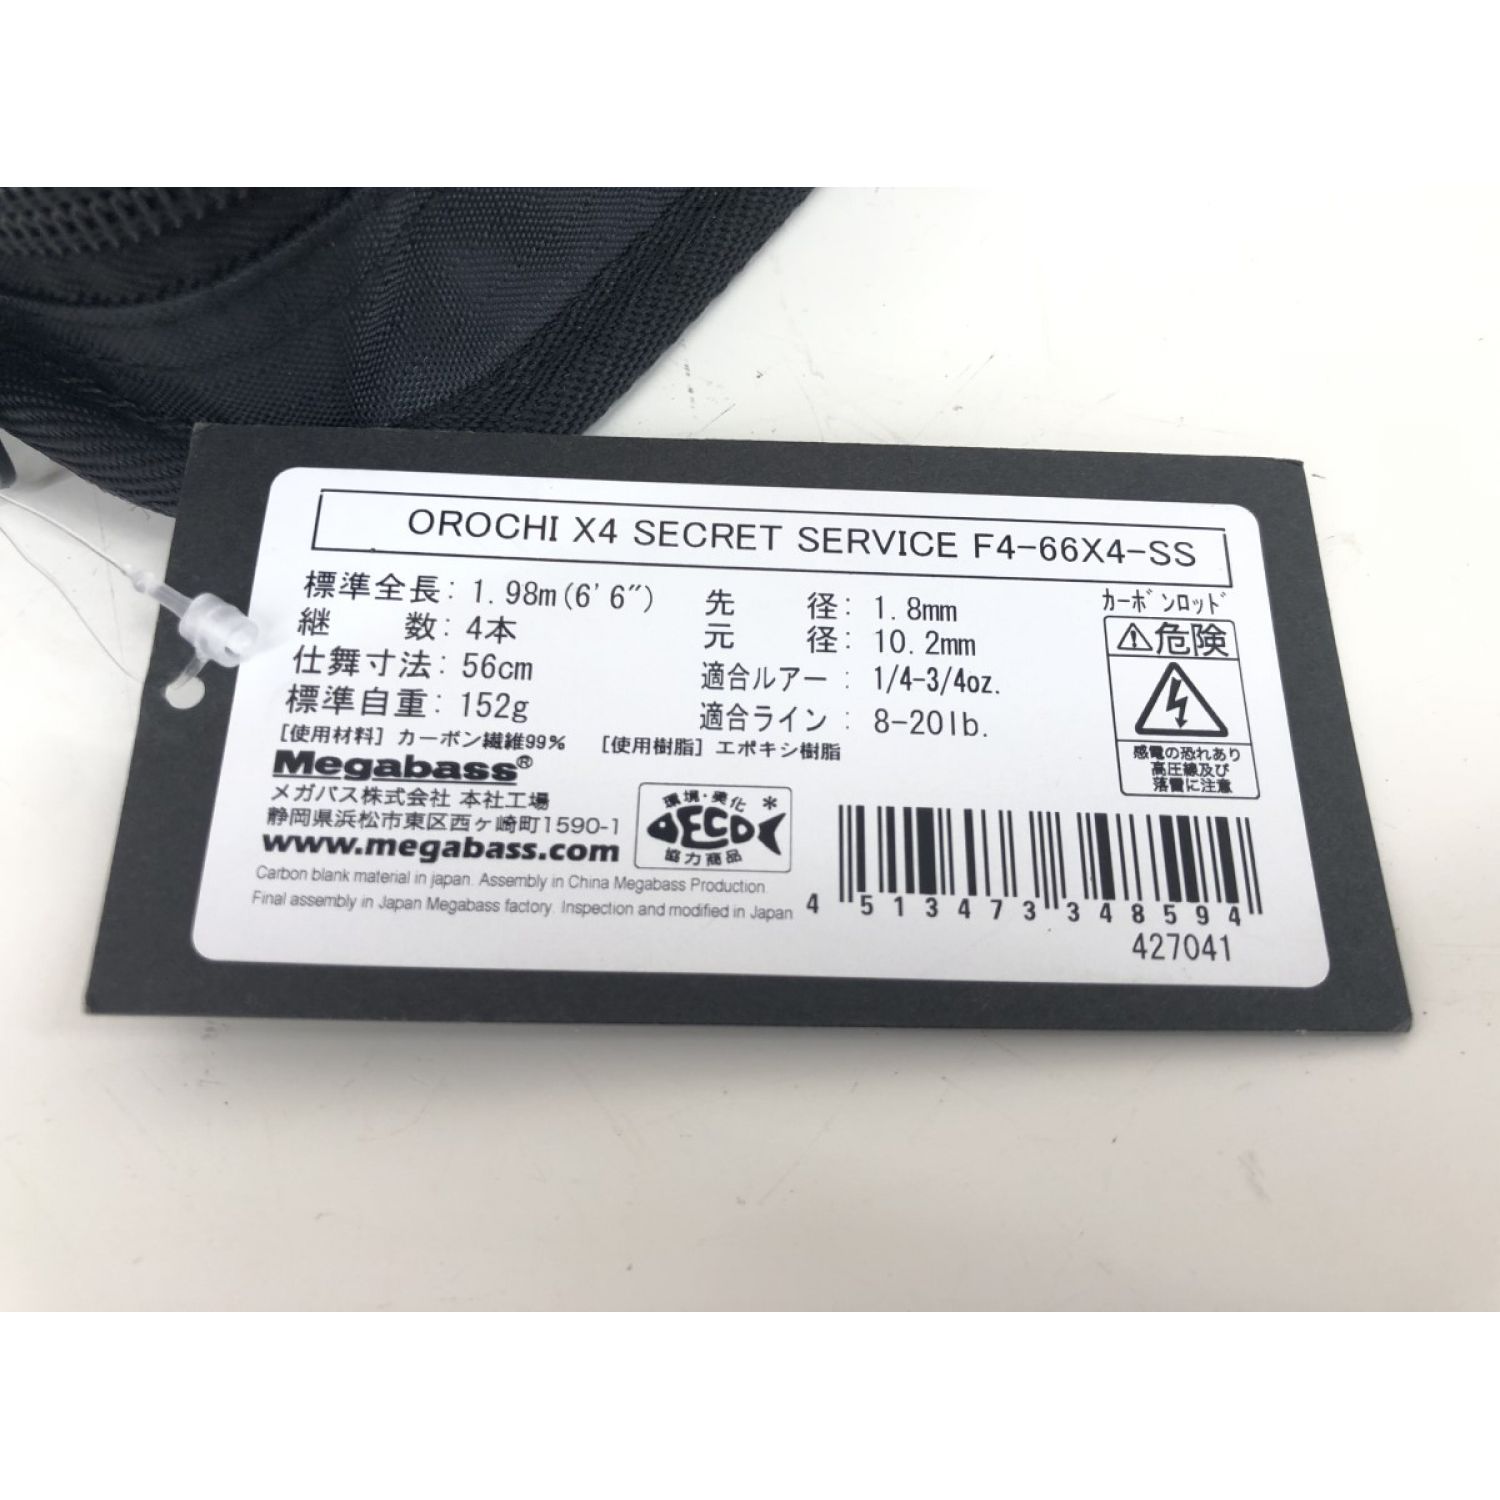 OROCHI X4 SECRET SERVICE F4-66X4-SS
標準全長: 1.98m(6'6")
継 数: 4本
仕舞寸法: 56cm
標準自重: 152g
先 径: 1.8mm
元 径: 10.2mm
適合ルアー: 1/4-3/4oz.
適合ライン: 8-20lb.
[使用材料] カーボン繊維99% [使用樹脂] エポキシ樹脂
カーボンロッド
⚠危険
感電の恐れあり
高圧線及び
落雷に注意
Megabass®
メガバス株式会社 本社工場
静岡県浜松市東区西ヶ崎町1590-1
www.megabass.com
環境・美化*
ECO
協力商品
Carbon blank material in japan. Assembly in China Megabass Production.
Final assembly in Japan Megabass factory. Inspection and modified in Japan
4 513473 348594
427041